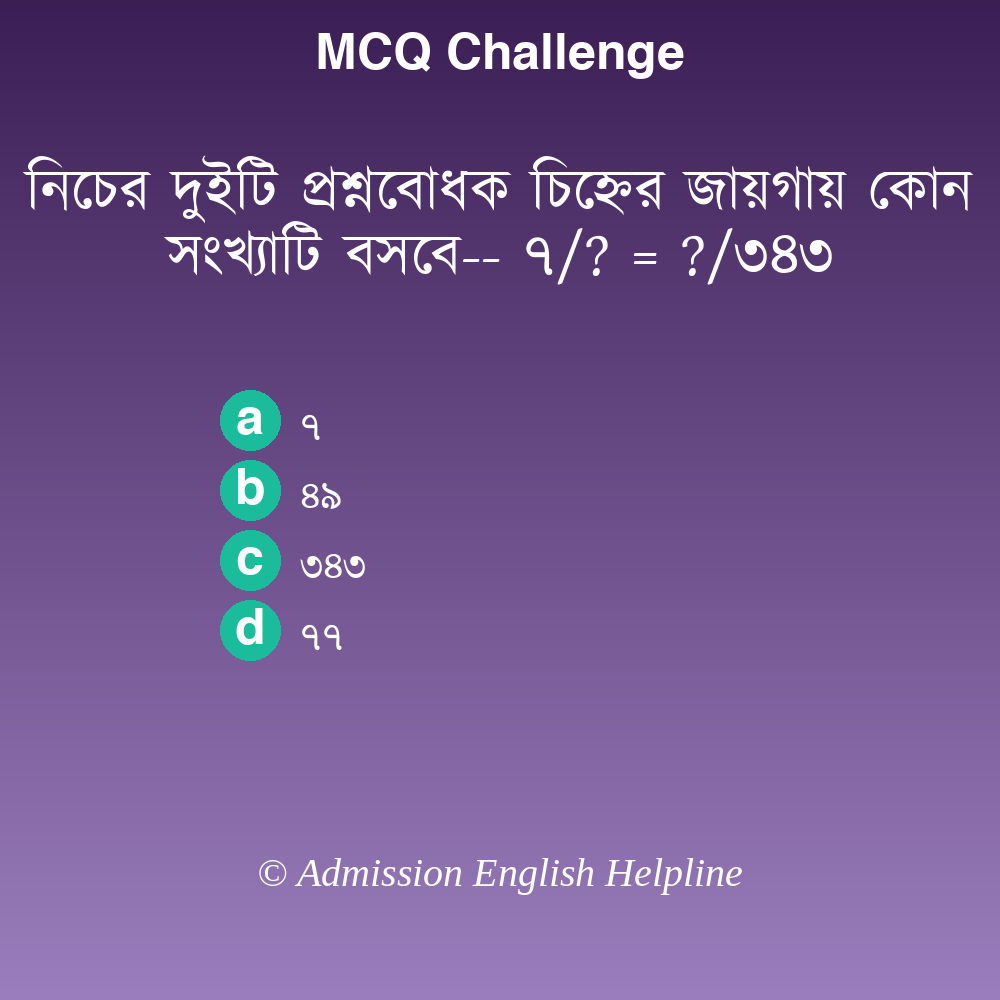 MCQ Challenge
নিচের দুইটি প্রশ্নবোধক চিহ্নের জায়গায় কোন
সংখ্যাটি বসবে-- ৭/? = ?/৩৪৩
a ৭
b ৪৯
c ৩৪৩
d ৭৭
© Admission English Helpline